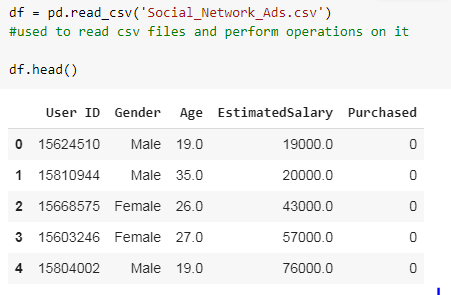 df = pd.read_csv('Social_Network_Ads.csv')
#used to read csv files and perform operations on it
df.head()
User ID Gender Age EstimatedSalary Purchased
0 15624510 Male 19.0 19000.0 0
1 15810944 Male 35.0 20000.0 0
2 15668575 Female 26.0 43000.0 0
3 15603246 Female 27.0 57000.0 0
4 15804002 Male 19.0 76000.0 0